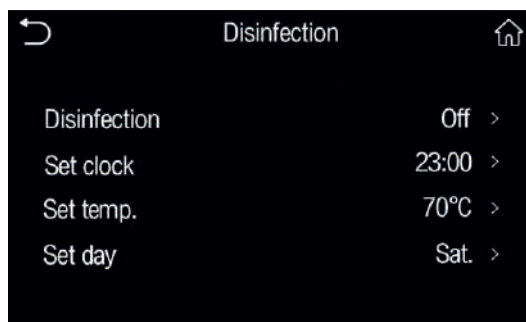 Disinfection
Disinfection Off >
Set clock 23:00 >
Set temp. 70°C >
Set day Sat. >